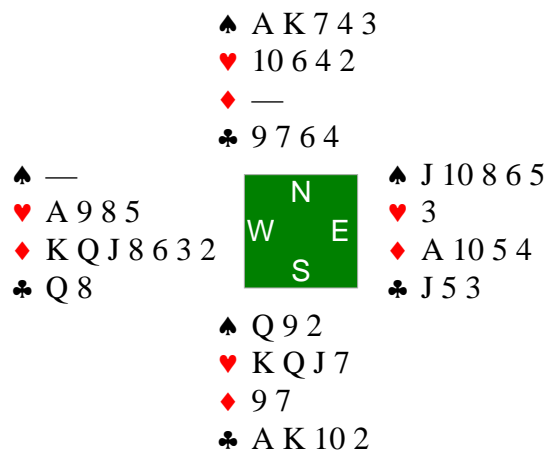 ♠ A K 7 4 3
♥ 10 6 4 2
♦ —
♣ 9 7 6 4
♠ —
♥ A 9 8 5
♦ K Q J 8 6 3 2
♣ Q 8
N
W E
S
♠ J 10 8 6 5
♥ 3
♦ A 10 5 4
♣ J 5 3
♠ Q 9 2
♥ K Q J 7
♦ 9 7
♣ A K 10 2